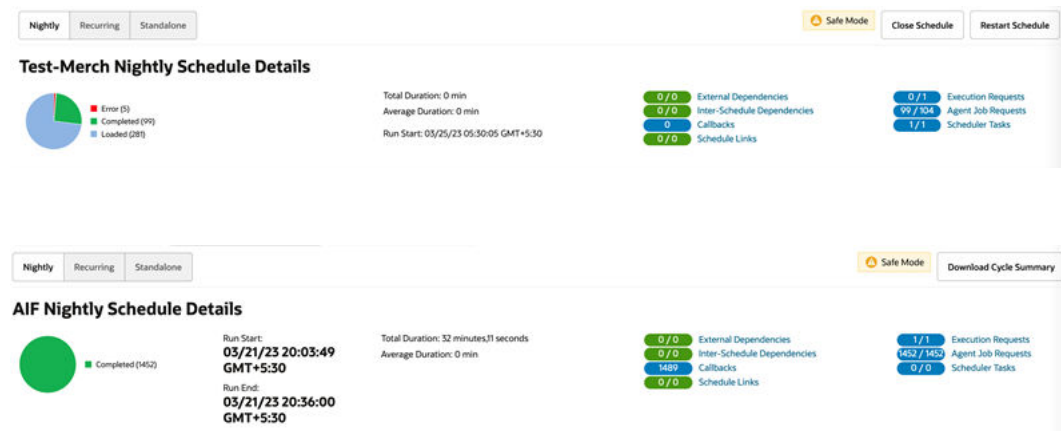 Nightly Recurring Standalone Safe Mode Close Schedule Restart Schedule
Test-Merch Nightly Schedule Details
Error (5)
Completed (99)
Loaded (281)
Total Duration: 0 min
Average Duration: 0 min
Run Start: 03/25/23 05:30:05 GMT+5:30
0 / 0 External Dependencies
0 / 0 Inter-Schedule Dependencies
0 Callbacks
0 / 0 Schedule Links
0 / 1 Execution Requests
99 / 104 Agent Job Requests
1 / 1 Scheduler Tasks
Nightly Recurring Standalone Safe Mode Download Cycle Summary
AIF Nightly Schedule Details
Completed (1452)
Run Start:
03/21/23 20:03:49
GMT+5:30
Run End:
03/21/23 20:36:00
GMT+5:30
Total Duration: 32 minutes,11 seconds
Average Duration: 0 min
0 / 0 External Dependencies
0 / 0 Inter-Schedule Dependencies
1489 Callbacks
0 / 0 Schedule Links
1 / 1 Execution Requests
1452 / 1452 Agent Job Requests
0 / 0 Scheduler Tasks